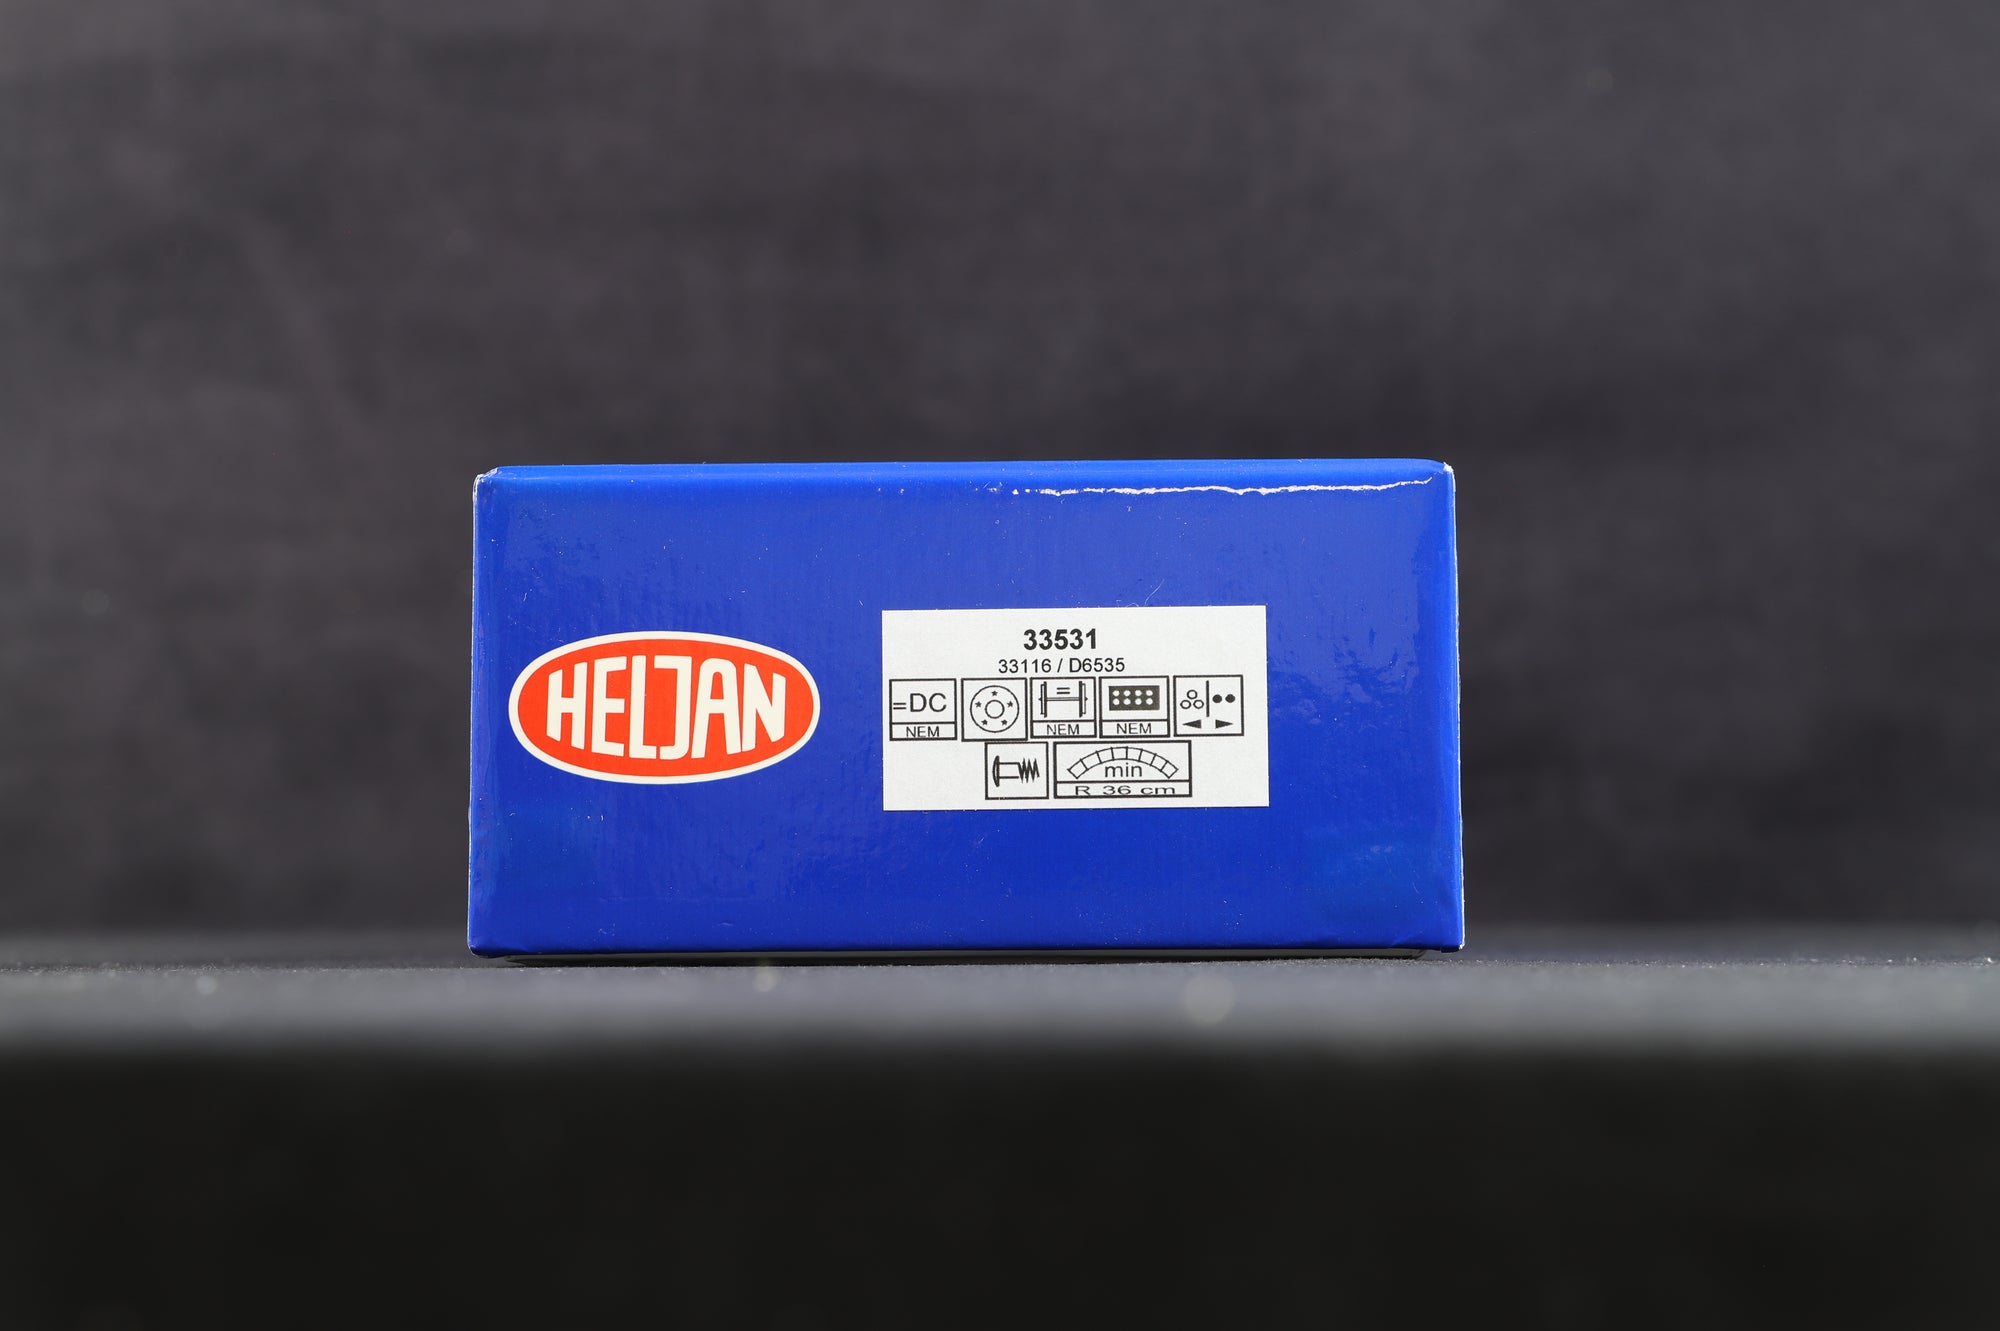 HELJAN
33531
33116 / D6535
=DC
NEM
=
NEM
NEM
min
R 36 cm